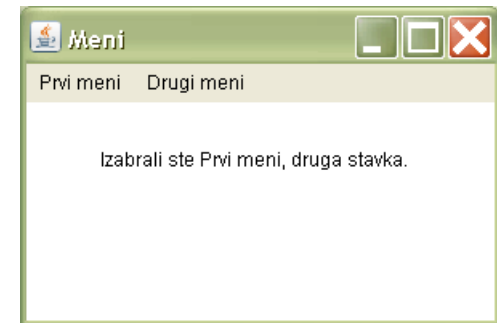 Meni
Prvi meni Drugi meni
Izabrali ste Prvi meni, druga stavka.